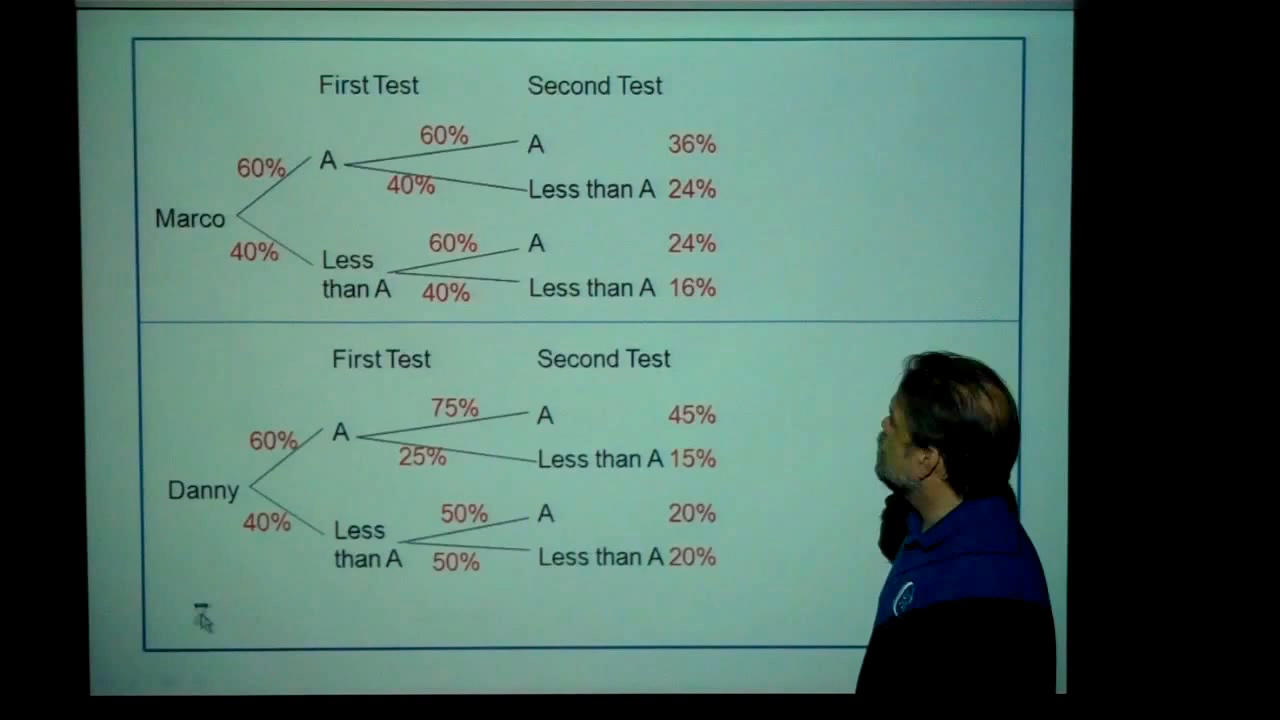 First Test Second Test
60% A 36%
60% A
40% Less than A 24%
Marco
60% A 24%
40% Less
than A
40% Less than A 16%
First Test Second Test
75% A 45%
60% A
25% Less than A 15%
Danny
50% A 20%
40% Less
than A
50% Less than A 20%